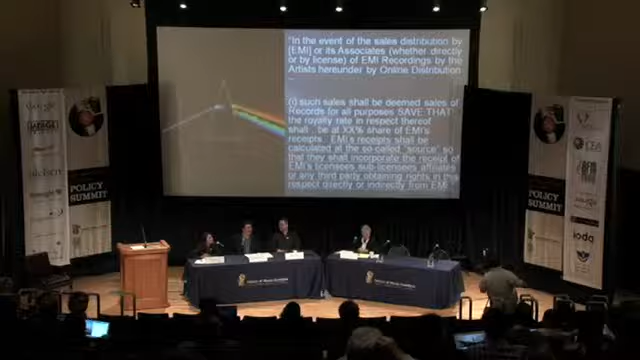 "In the event of the sales distribution by
[EMI] or its Associates (whether directly
or by license) of EMI Recordings by the
Artists hereunder by Online Distribution
(i) such sales shall be deemed sales of
Records for all purposes SAVE THAT
the royalty rate in respect thereof
shall be at XX% share of EMI's
receipts. EMI's receipts shall be
calculated at the so called "source" so
that they shall incorporate the receipt of
EMI's licensees sub-licensees affiliates
or any third party obtaining rights in this
respect directly or indirectly from EMI
Google
nielsen
POLICY
SUMMIT
CEA
POLICY
SUMMIT